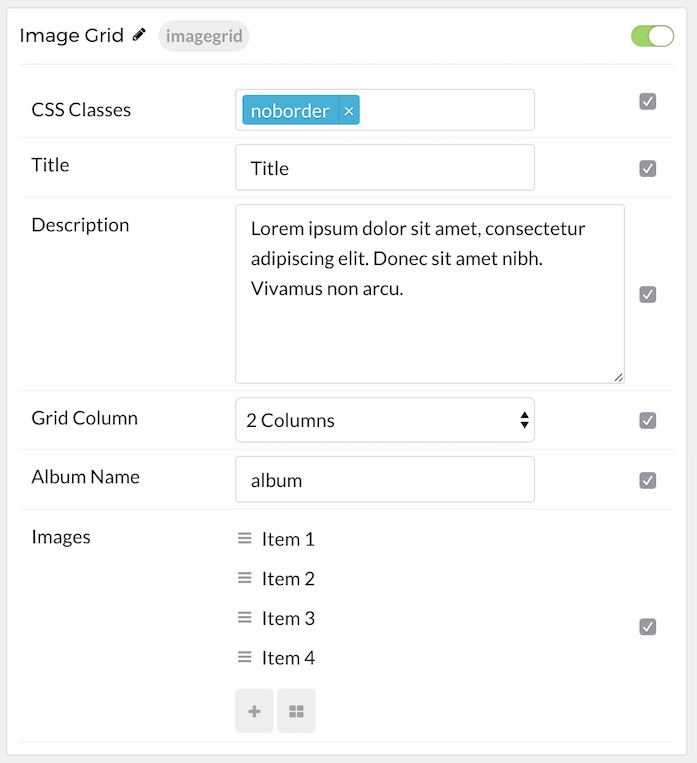 Image Grid imagegrid
CSS Classes noborder ×
Title Title
Description Lorem ipsum dolor sit amet, consectetur
adipiscing elit. Donec sit amet nibh.
Vivamus non arcu.
Grid Column 2 Columns
Album Name album
Images Item 1
Item 2
Item 3
Item 4